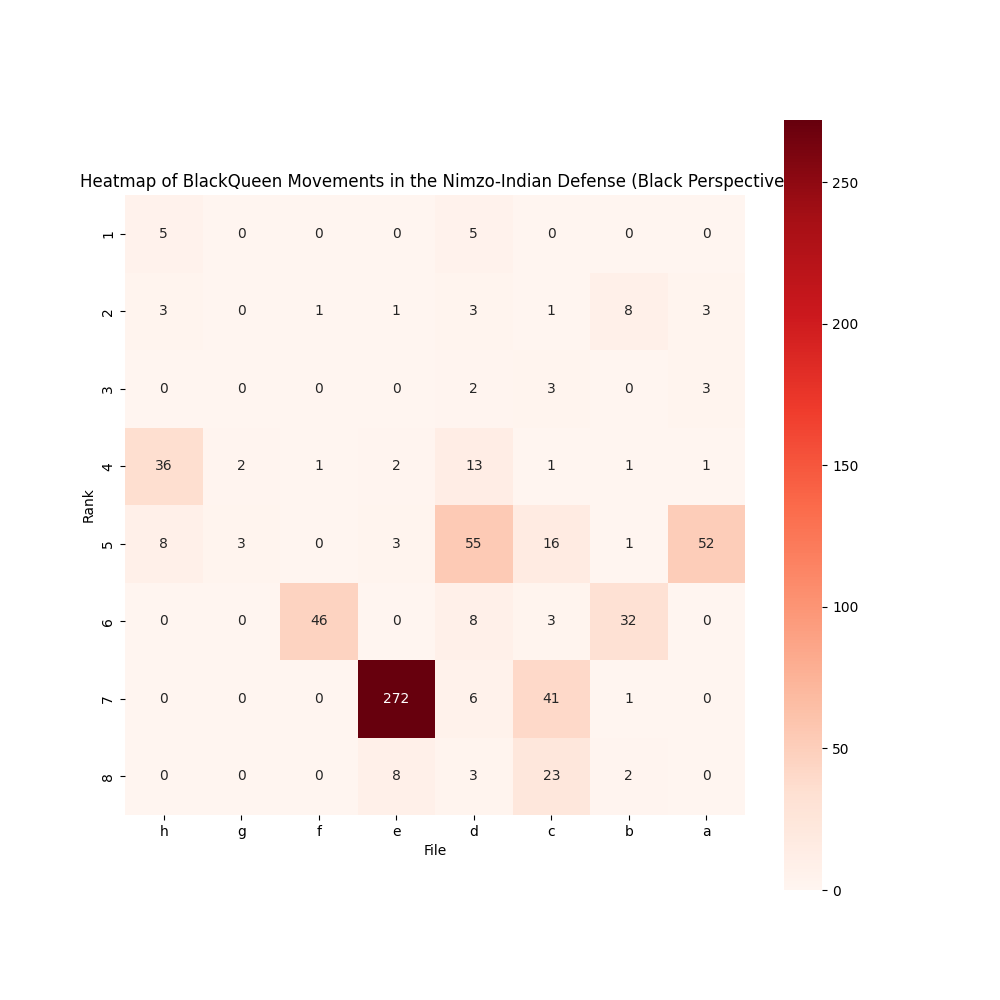 Heatmap of BlackQueen Movements in the Nimzo-Indian Defense (Black Perspective
1 5 0 0 0 5 0 0 0
2 3 0 1 1 3 1 8 3
3 0 0 0 0 2 3 0 3
4 36 2 1 2 13 1 1 1
5 8 3 0 3 55 16 1 52
6 0 0 46 0 8 3 32 0
7 0 0 0 272 6 41 1 0
8 0 0 0 8 3 23 2 0
h g f e d c b a
File
Rank
250
200
150
100
50
0